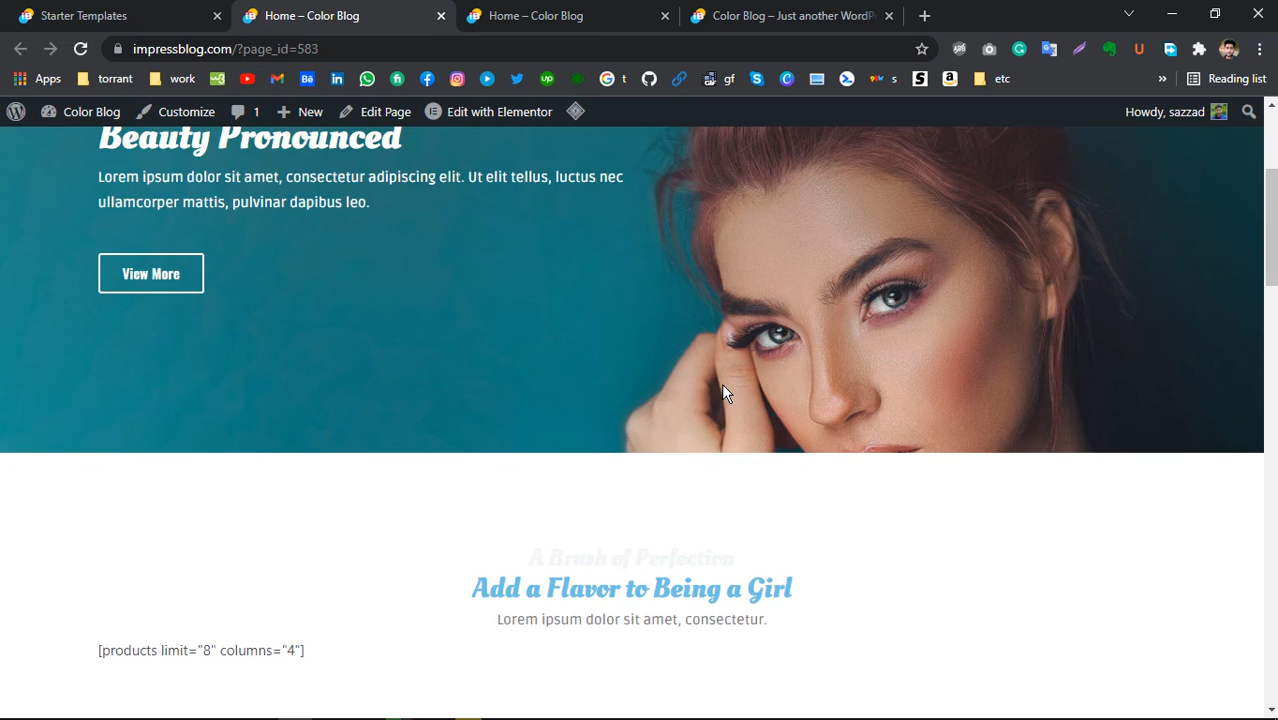 Starter Templates
Home – Color Blog
Home – Color Blog
Color Blog – Just another WordP
impressblog.com/?page_id=583
Apps
torrant
work
t
gf
s
etc
Reading list
Color Blog
Customize
1
New
Edit Page
Edit with Elementor
Howdy, sazzad
Beauty Pronounced
Lorem ipsum dolor sit amet, consectetur adipiscing elit. Ut elit tellus, luctus nec
ullamcorper mattis, pulvinar dapibus leo.
View More
A Brush of Perfection
Add a Flavor to Being a Girl
Lorem ipsum dolor sit amet, consectetur.
[products limit="8" columns="4"]